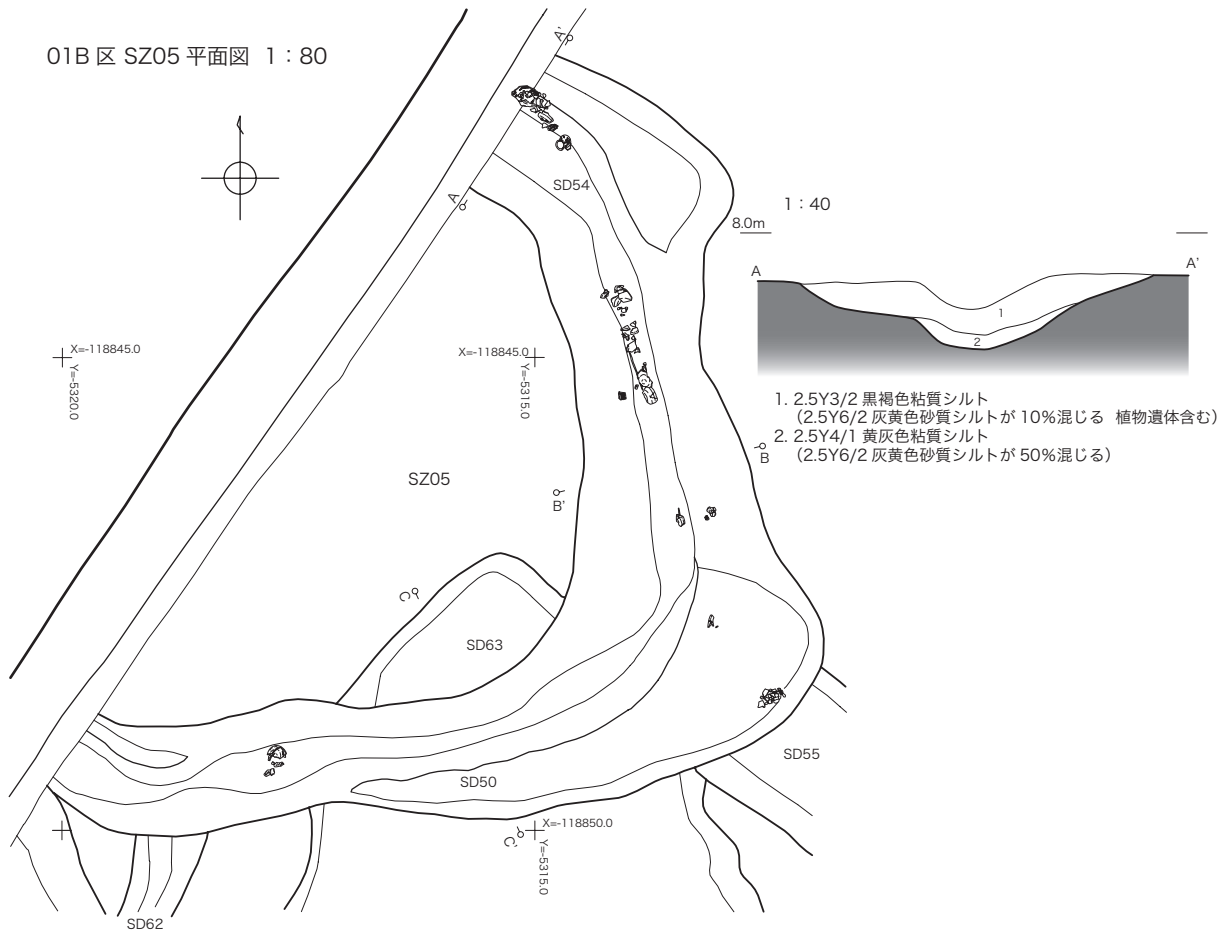 01B 区 SZ05 平面図 1：80
A'
SD54
A
1：40
8.0m
A
A'
1
2
X=-118845.0
Y=-5320.0
X=-118845.0
Y=-5315.0
1. 2.5Y3/2 黒褐色粘質シルト
（2.5Y6/2 灰黄色砂質シルトが 10%混じる 植物遺体含む）
2. 2.5Y4/1 黄灰色粘質シルト
（2.5Y6/2 灰黄色砂質シルトが 50%混じる）
B
SZ05
B'
C
SD63
SD55
SD50
X=-118850.0
Y=-5315.0
C'
SD62